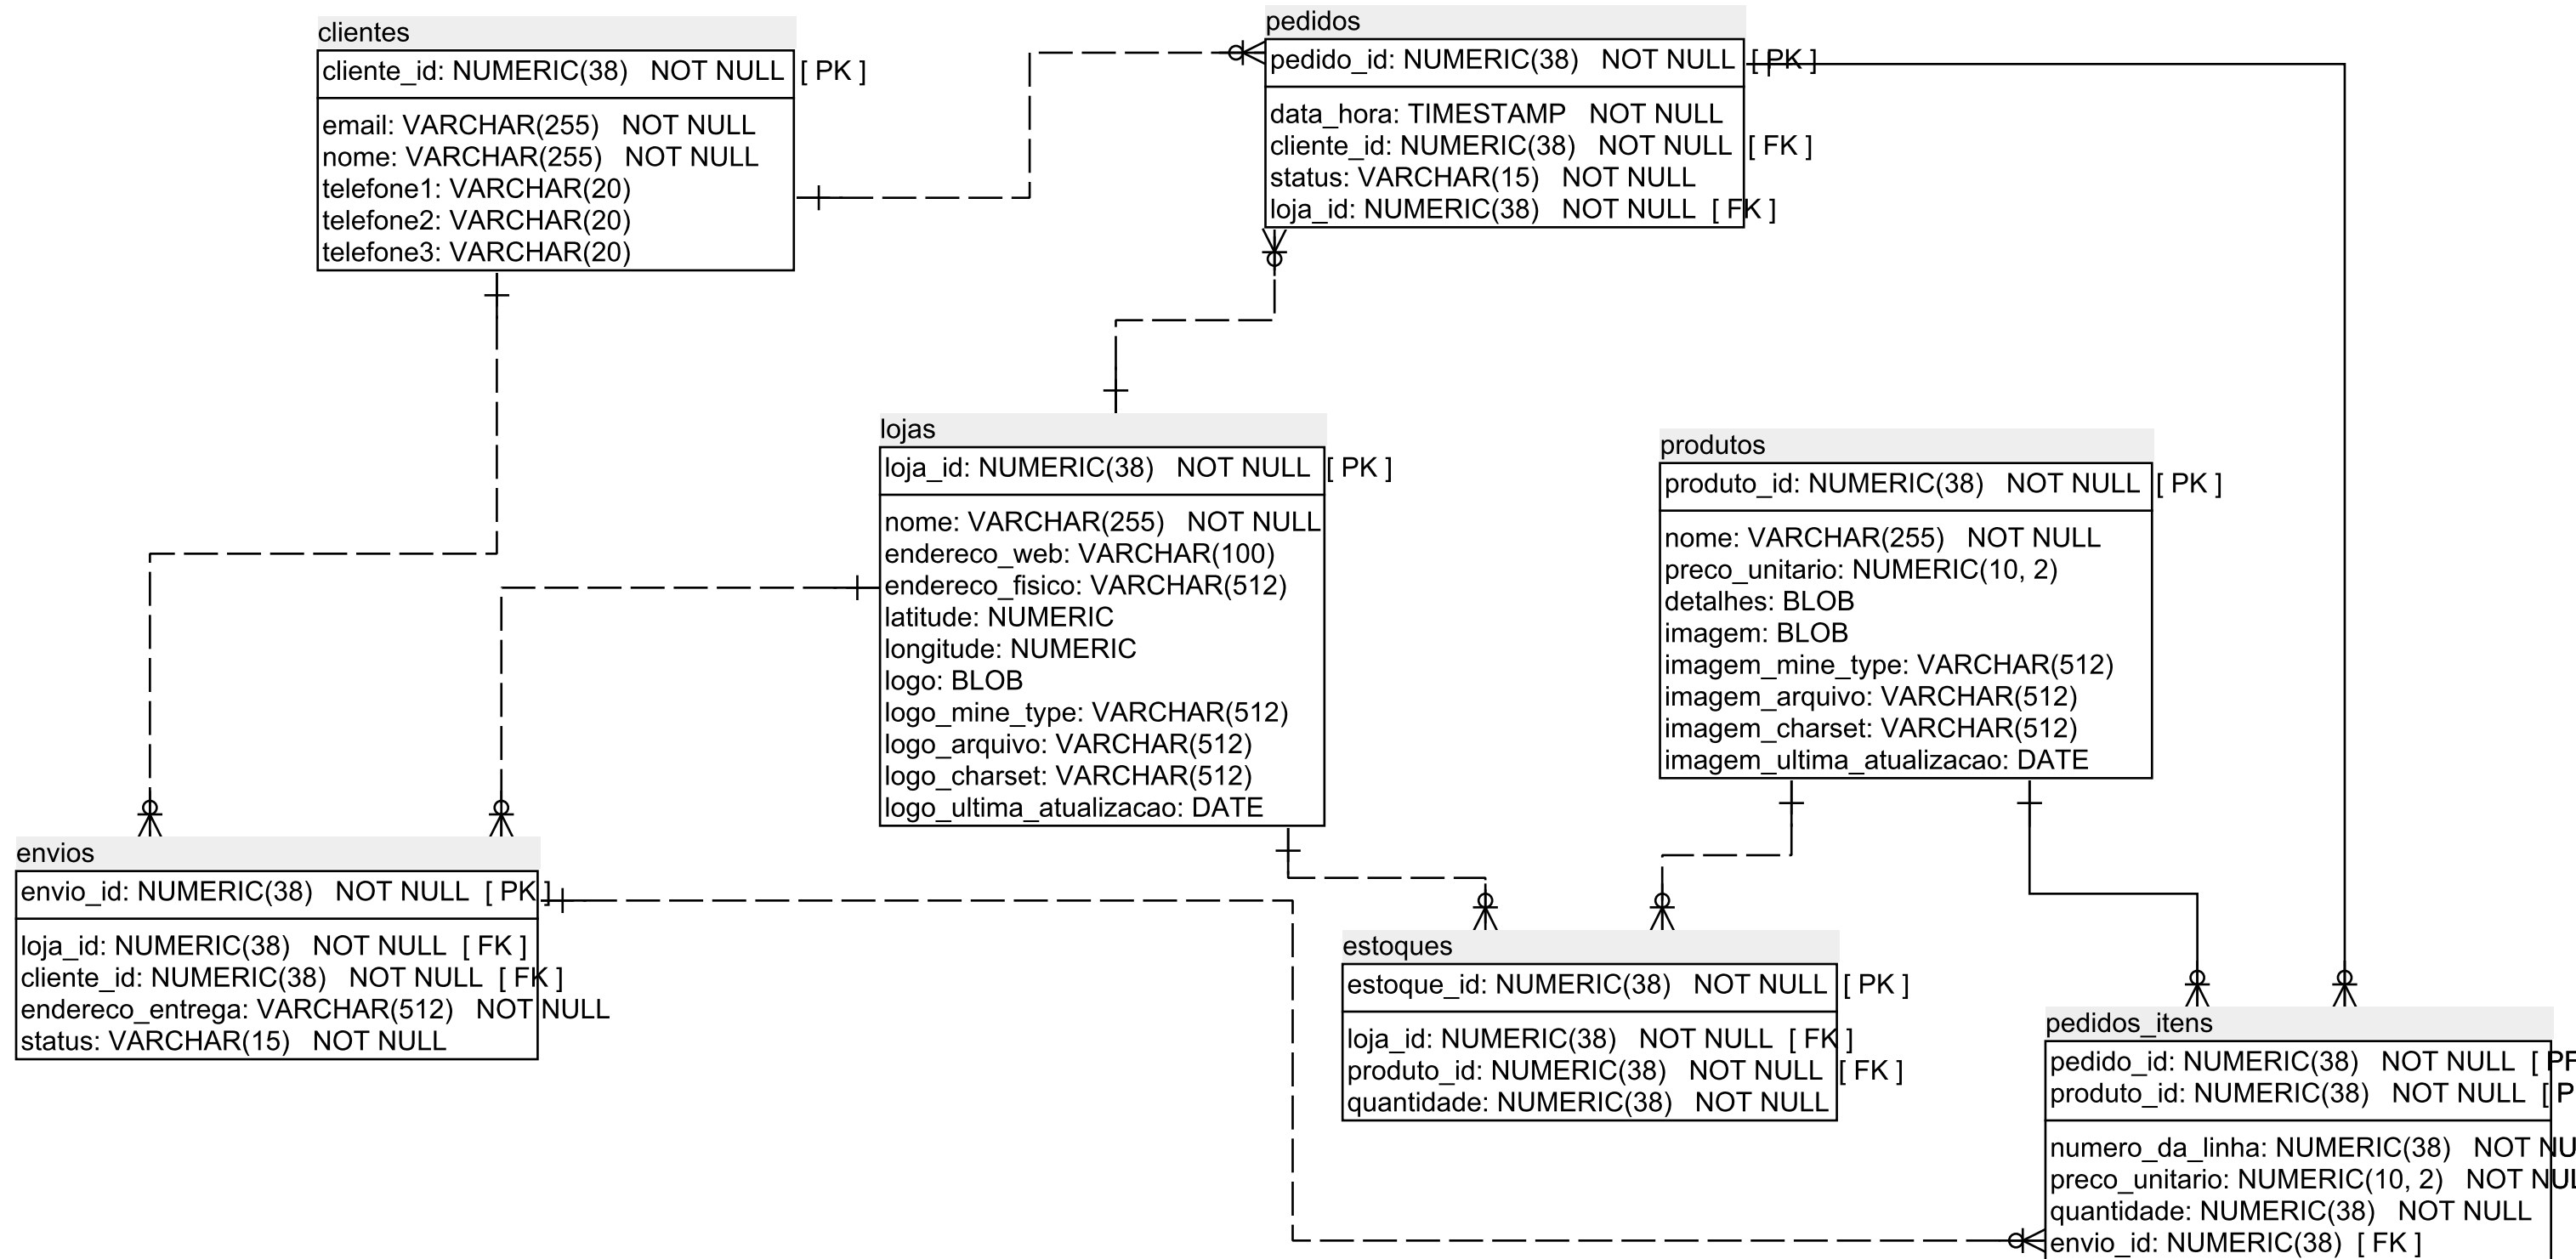 clientes
cliente_id: NUMERIC(38) NOT NULL [ PK ]
email: VARCHAR(255) NOT NULL
nome: VARCHAR(255) NOT NULL
telefone1: VARCHAR(20)
telefone2: VARCHAR(20)
telefone3: VARCHAR(20)
pedidos
pedido_id: NUMERIC(38) NOT NULL [ PK ]
data_hora: TIMESTAMP NOT NULL
cliente_id: NUMERIC(38) NOT NULL [ FK ]
status: VARCHAR(15) NOT NULL
loja_id: NUMERIC(38) NOT NULL [ FK ]
lojas
loja_id: NUMERIC(38) NOT NULL [ PK ]
nome: VARCHAR(255) NOT NULL
endereco_web: VARCHAR(100)
endereco_fisico: VARCHAR(512)
latitude: NUMERIC
longitude: NUMERIC
logo: BLOB
logo_mine_type: VARCHAR(512)
logo_arquivo: VARCHAR(512)
logo_charset: VARCHAR(512)
logo_ultima_atualizacao: DATE
produtos
produto_id: NUMERIC(38) NOT NULL [ PK ]
nome: VARCHAR(255) NOT NULL
preco_unitario: NUMERIC(10, 2)
detalhes: BLOB
imagem: BLOB
imagem_mine_type: VARCHAR(512)
imagem_arquivo: VARCHAR(512)
imagem_charset: VARCHAR(512)
imagem_ultima_atualizacao: DATE
envios
envio_id: NUMERIC(38) NOT NULL [ PK ]
loja_id: NUMERIC(38) NOT NULL [ FK ]
cliente_id: NUMERIC(38) NOT NULL [ FK ]
endereco_entrega: VARCHAR(512) NOT NULL
status: VARCHAR(15) NOT NULL
estoques
estoque_id: NUMERIC(38) NOT NULL [ PK ]
loja_id: NUMERIC(38) NOT NULL [ FK ]
produto_id: NUMERIC(38) NOT NULL [ FK ]
quantidade: NUMERIC(38) NOT NULL
pedidos_itens
pedido_id: NUMERIC(38) NOT NULL [
produto_id: NUMERIC(38) NOT NULL [
numero_da_linha: NUMERIC(38) NOT
preco_unitario: NUMERIC(10, 2) NOT
quantidade: NUMERIC(38) NOT NULL
envio_id: NUMERIC(38) [ FK ]